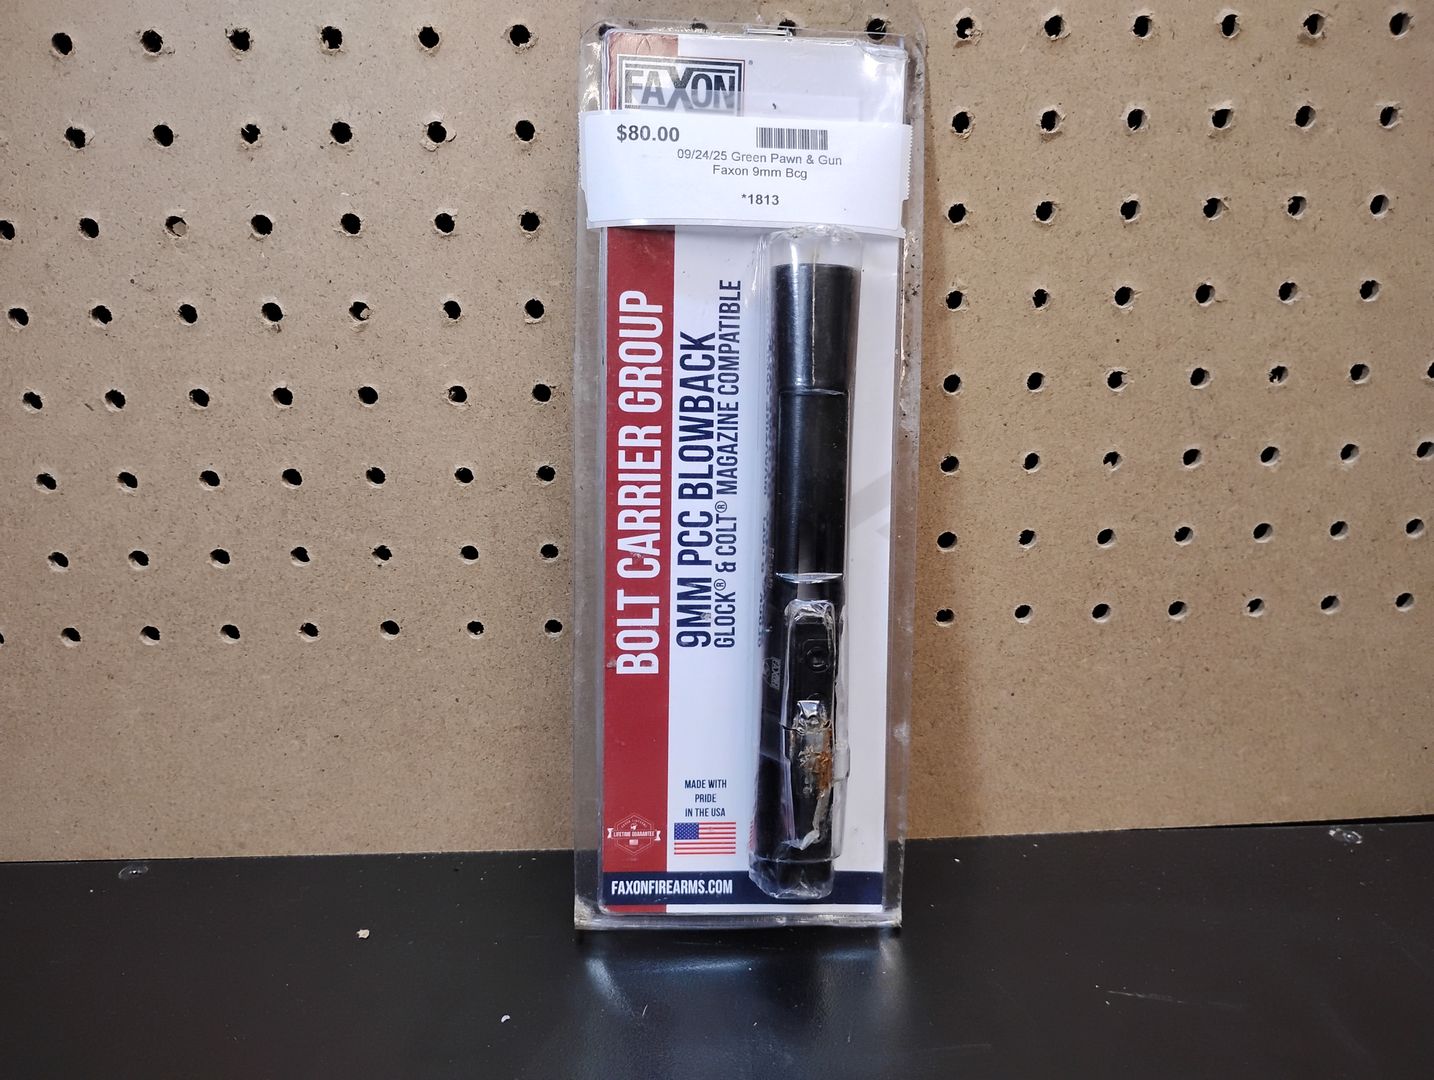 FAXON®
$80.00
09/24/25 Green Pawn & Gun
Faxon 9mm Bcg
*1813
BOLT CARRIER GROUP
9MM PCC BLOWBACK
GLOCK® & COLT® MAGAZINE COMPATIBLE
MADE WITH
PRIDE
IN THE USA
LIFETIME GUARANTEE
FAXONFIREARMS.COM
FAXON